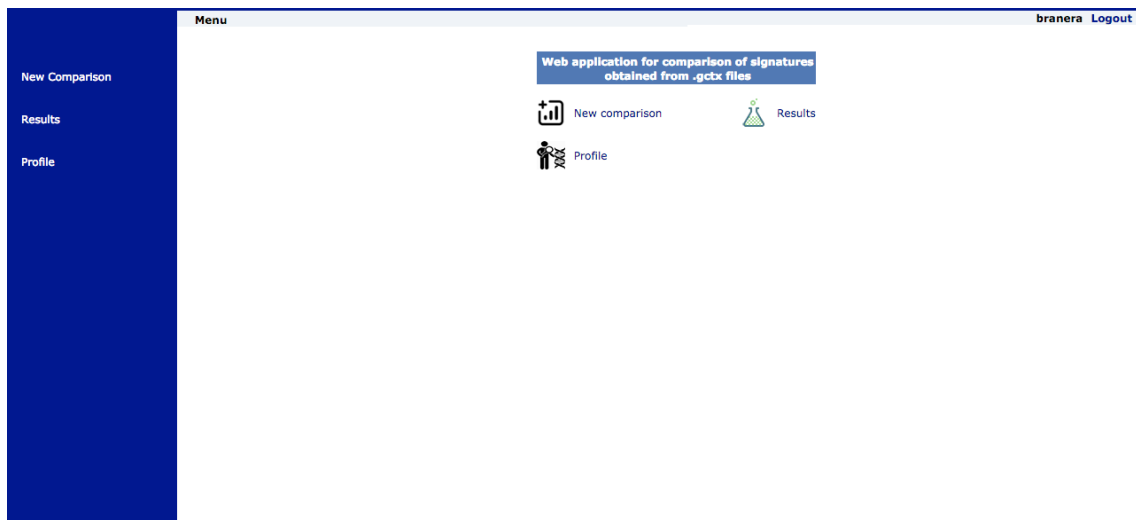 Menu
branera Logout
New Comparison
Results
Profile
Web application for comparison of signatures
obtained from .gctx files
New comparison
Results
Profile